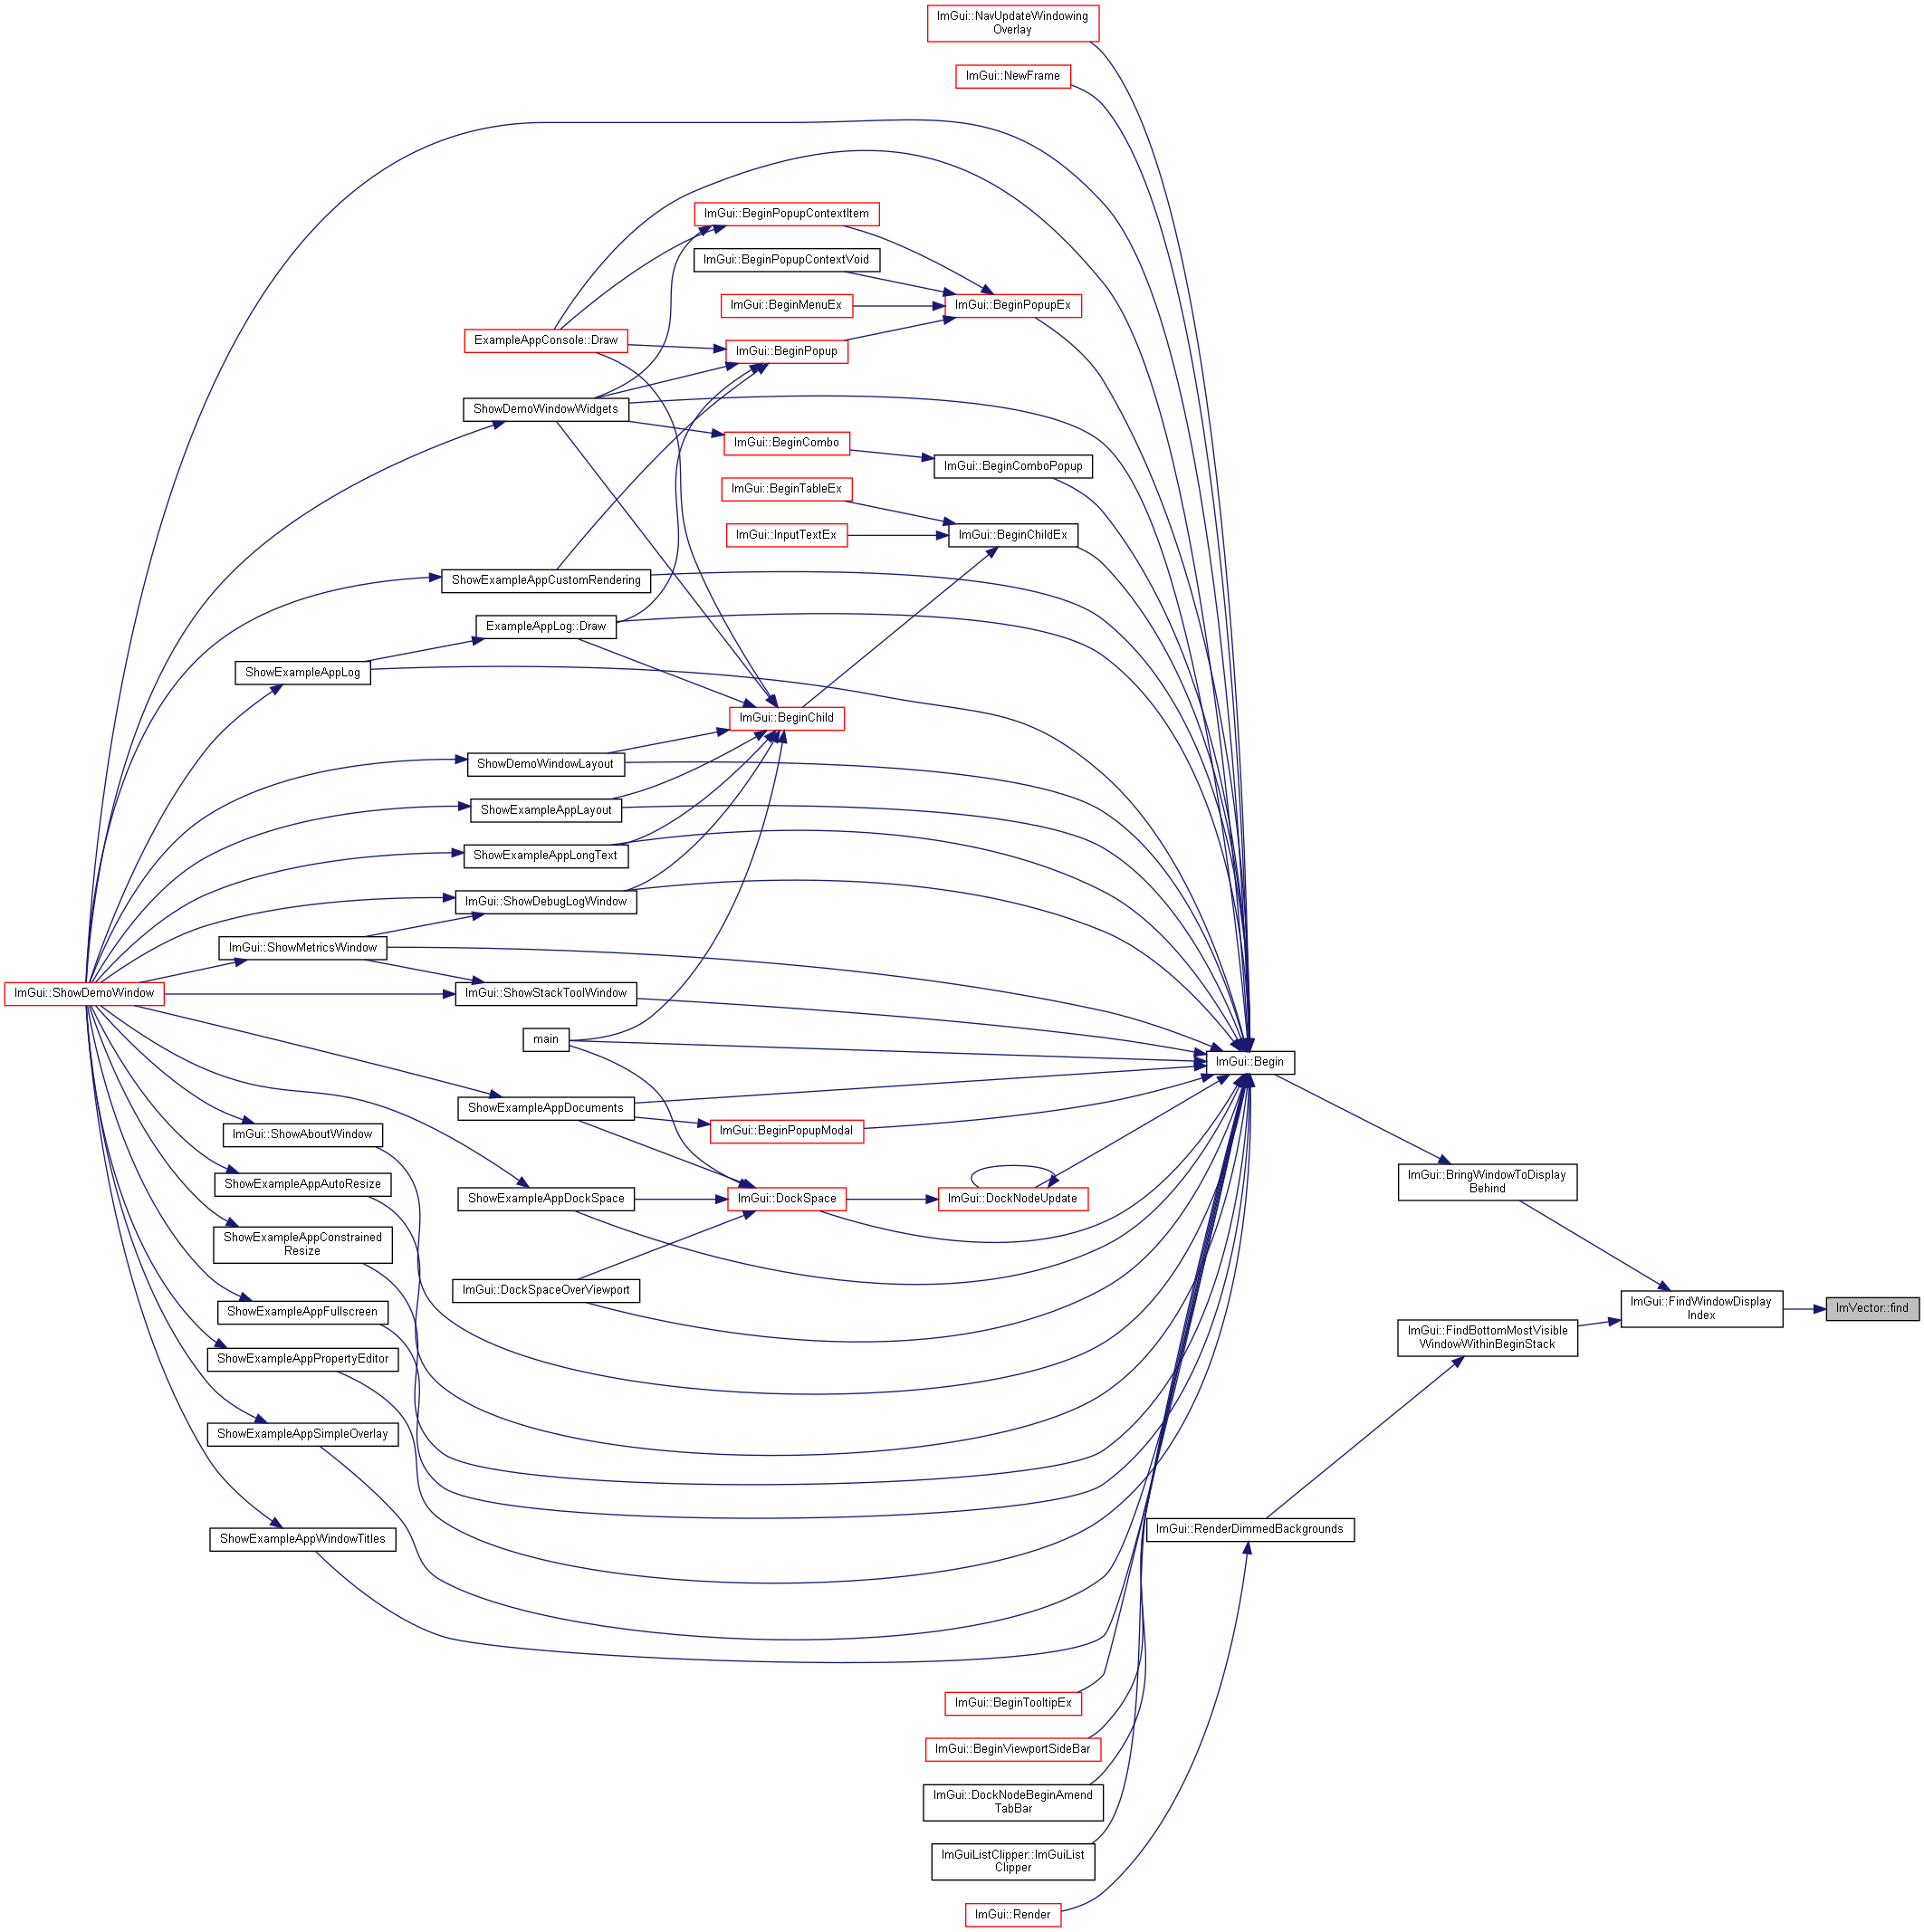 ImGui::NavUpdateWindowing
Overlay
ImGui::NewFrame
ImGui::BeginPopupContextItem
ImGui::BeginPopupContextVoid
ImGui::BeginMenuEx
ImGui::BeginPopupEx
ExampleAppConsole::Draw
ImGui::BeginPopup
ShowDemoWindowWidgets
ImGui::BeginCombo
ImGui::BeginComboPopup
ImGui::BeginTableEx
ImGui::InputTextEx
ImGui::BeginChildEx
ShowExampleAppCustomRendering
ExampleAppLog::Draw
ShowExampleAppLog
ImGui::BeginChild
ShowDemoWindowLayout
ShowExampleAppLayout
ShowExampleAppLongText
ImGui::ShowDebugLogWindow
ImGui::ShowMetricsWindow
ImGui::ShowDemoWindow
ImGui::ShowStackToolWindow
main
ImGui::Begin
ShowExampleAppDocuments
ImGui::BeginPopupModal
ImGui::ShowAboutWindow
ShowExampleAppAutoResize
ShowExampleAppDockSpace
ImGui::DockSpace
ImGui::DockNodeUpdate
ImGui::BringWindowToDisplay
Behind
ShowExampleAppConstrained
Resize
ImGui::DockSpaceOverViewport
ShowExampleAppFullscreen
ImGui::FindWindowDisplay
Index
ImVector::find
ImGui::FindBottomMostVisible
WindowWithinBeginStack
ShowExampleAppPropertyEditor
ShowExampleAppSimpleOverlay
ShowExampleAppWindowTitles
ImGui::RenderDimmedBackgrounds
ImGui::BeginTooltipEx
ImGui::BeginViewportSideBar
ImGui::DockNodeBeginAmend
TabBar
ImGuiListClipper::ImGuiList
Clipper
ImGui::Render